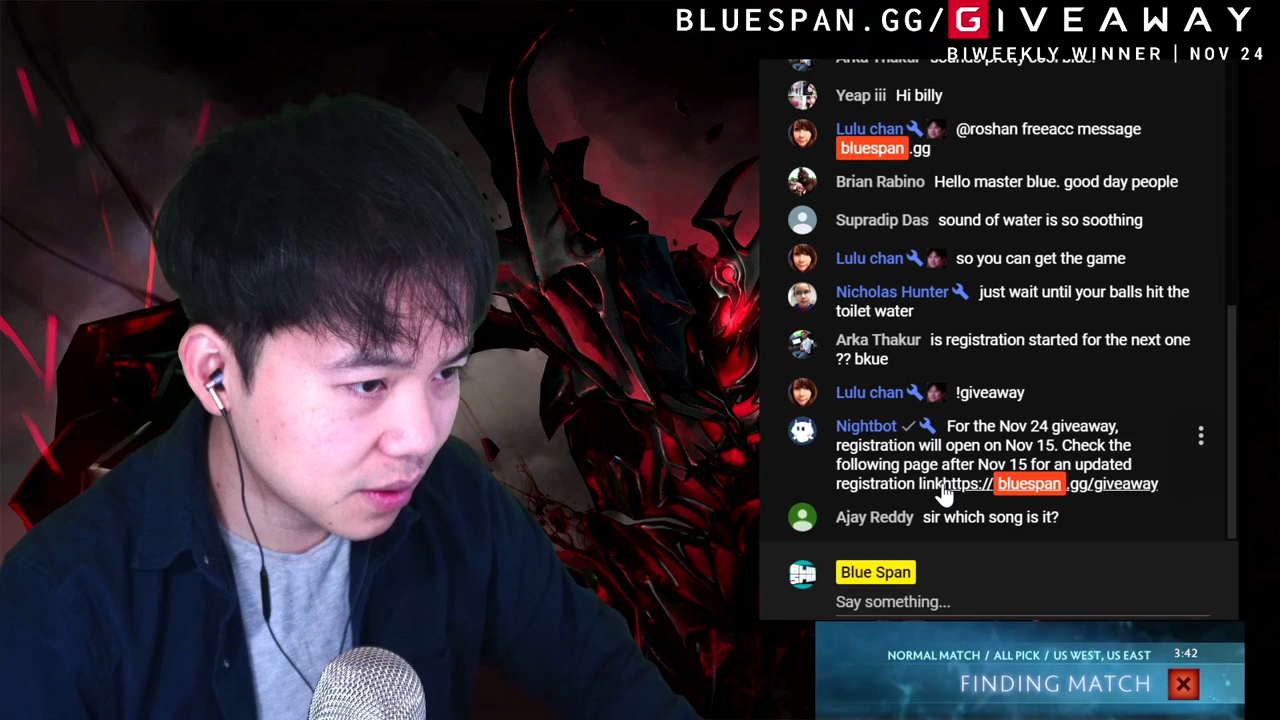 BLUESPAN.GG/GIVEAWAY
BIWEEKLY WINNER | NOV 24
Arka Thakur
Yeap iii Hi billy
Lulu chan @roshan freeacc message
bluespan.gg
Brian Rabino Hello master blue. good day people
Supradip Das sound of water is so soothing
Lulu chan so you can get the game
Nicholas Hunter just wait until your balls hit the
toilet water
Arka Thakur is registration started for the next one
?? bkue
Lulu chan !giveaway
Nightbot For the Nov 24 giveaway,
registration will open on Nov 15. Check the
following page after Nov 15 for an updated
registration linkhttps://bluespan.gg/giveaway
Ajay Reddy sir which song is it?
Blue Span
Say something...
NORMAL MATCH / ALL PICK / US WEST, US EAST 3:42
FINDING MATCH